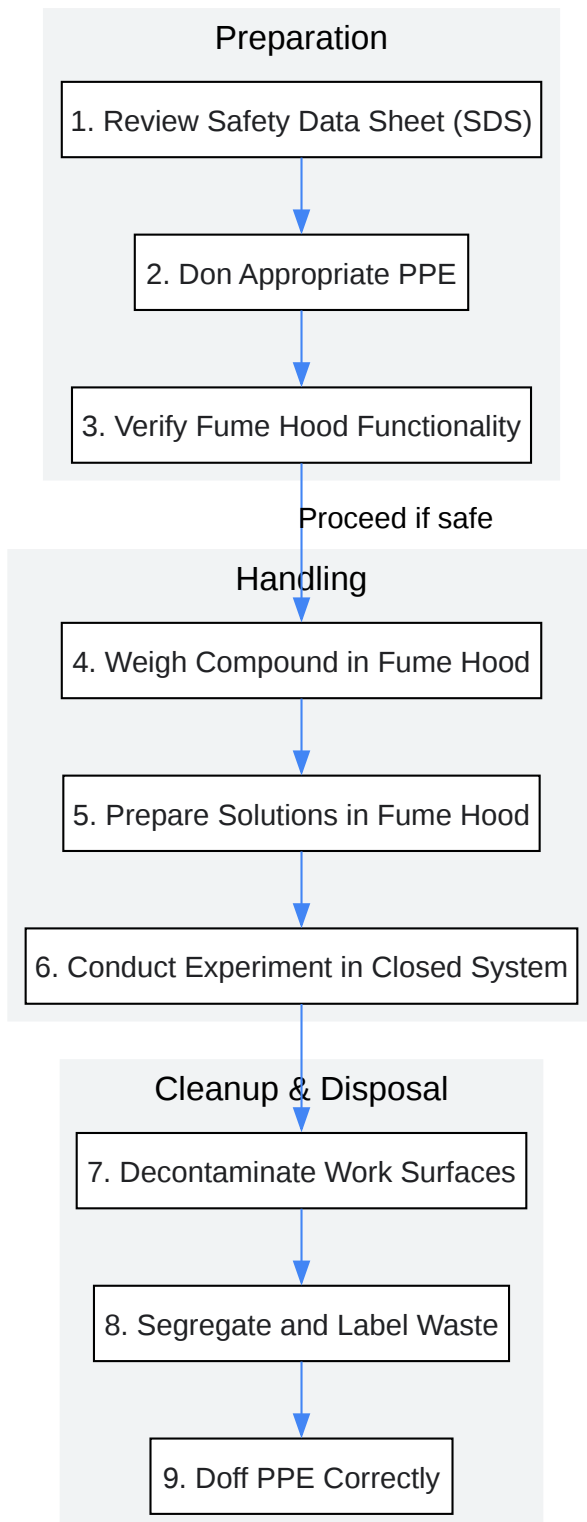 Preparation
1. Review Safety Data Sheet (SDS)
2. Don Appropriate PPE
3. Verify Fume Hood Functionality
Proceed if safe
Handling
4. Weigh Compound in Fume Hood
5. Prepare Solutions in Fume Hood
6. Conduct Experiment in Closed System
Cleanup & Disposal
7. Decontaminate Work Surfaces
8. Segregate and Label Waste
9. Doff PPE Correctly